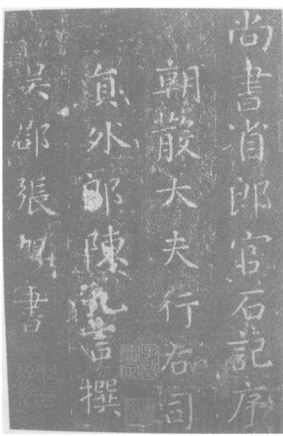 尚書省郎官石記序
朝散大夫行右司
員外郎陳九言撰
吳郡張旭書